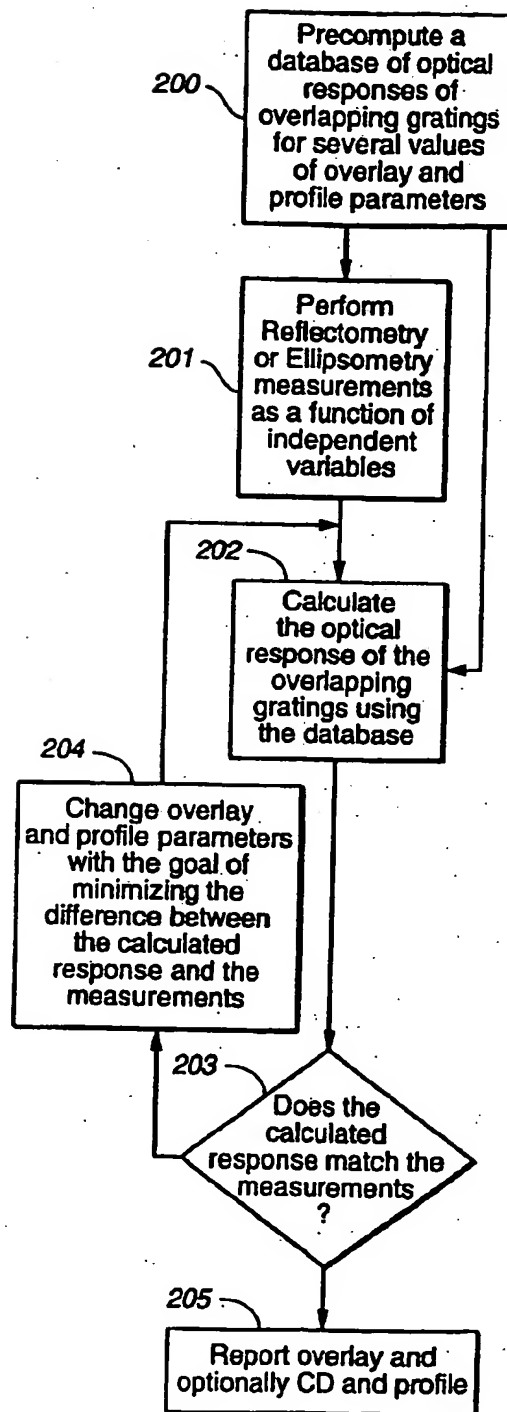 200
Precompute a
database of optical
responses of
overlapping gratings
for several values
of overlay and
profile parameters
201
Perform
Reflectometry
or Ellipsometry
measurements
as a function of
independent
variables
202
Calculate
the optical
response of the
overlapping
gratings using
the database
204
Change overlay
and profile parameters
with the goal of
minimizing the
difference between
the calculated
response and the
measurements
203
Does the
calculated
response match the
measurements
?
205
Report overlay and
optionally CD and profile